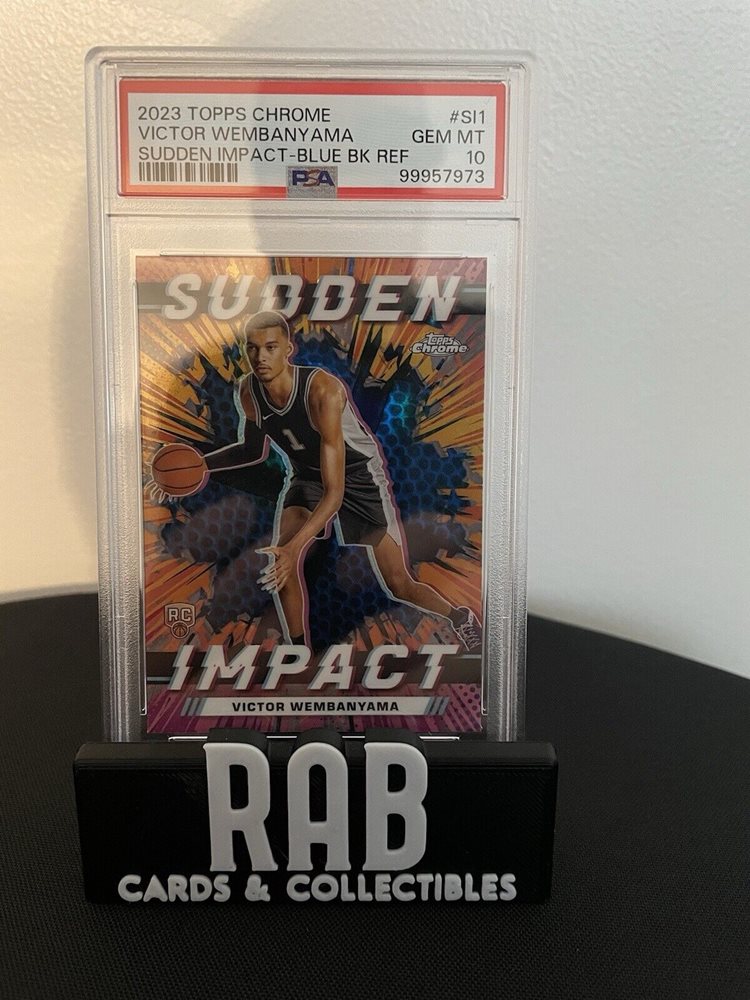 2023 TOPPS CHROME #SI1
VICTOR WEMBANYAMA GEM MT
SUDDEN IMPACT-BLUE BK REF 10
PSA 99957973
SUDDEN
Topps Chrome
1
RC
IMPACT
VICTOR WEMBANYAMA
RAB
CARDS & COLLECTIBLES